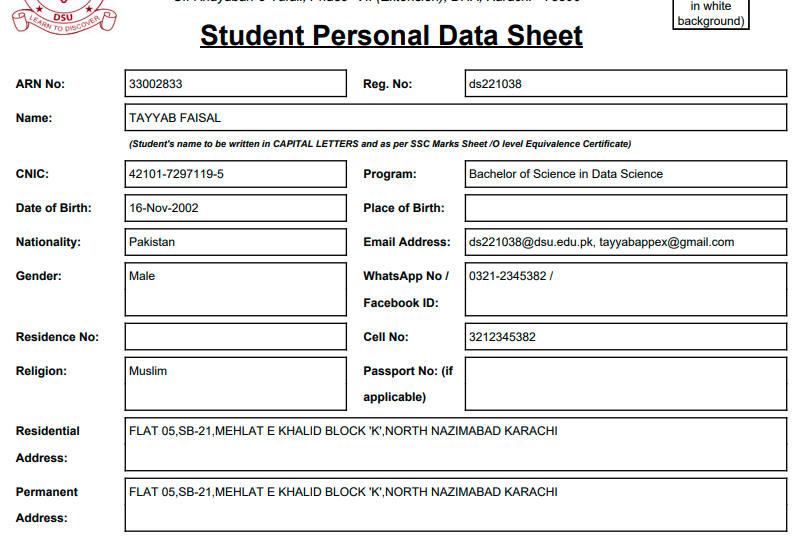 DSU
LEARN TO DISCOVER
in white
background)
Student Personal Data Sheet
ARN No: 33002833 Reg. No: ds221038
Name: TAYYAB FAISAL
(Student's name to be written in CAPITAL LETTERS and as per SSC Marks Sheet /O level Equivalence Certificate)
CNIC: 42101-7297119-5 Program: Bachelor of Science in Data Science
Date of Birth: 16-Nov-2002 Place of Birth:
Nationality: Pakistan Email Address: ds221038@dsu.edu.pk, tayyabappex@gmail.com
Gender: Male WhatsApp No / 0321-2345382 /
Facebook ID:
Residence No: Cell No: 3212345382
Religion: Muslim Passport No: (if
applicable)
Residential FLAT 05,SB-21,MEHLAT E KHALID BLOCK 'K',NORTH NAZIMABAD KARACHI
Address:
Permanent FLAT 05,SB-21,MEHLAT E KHALID BLOCK 'K',NORTH NAZIMABAD KARACHI
Address: